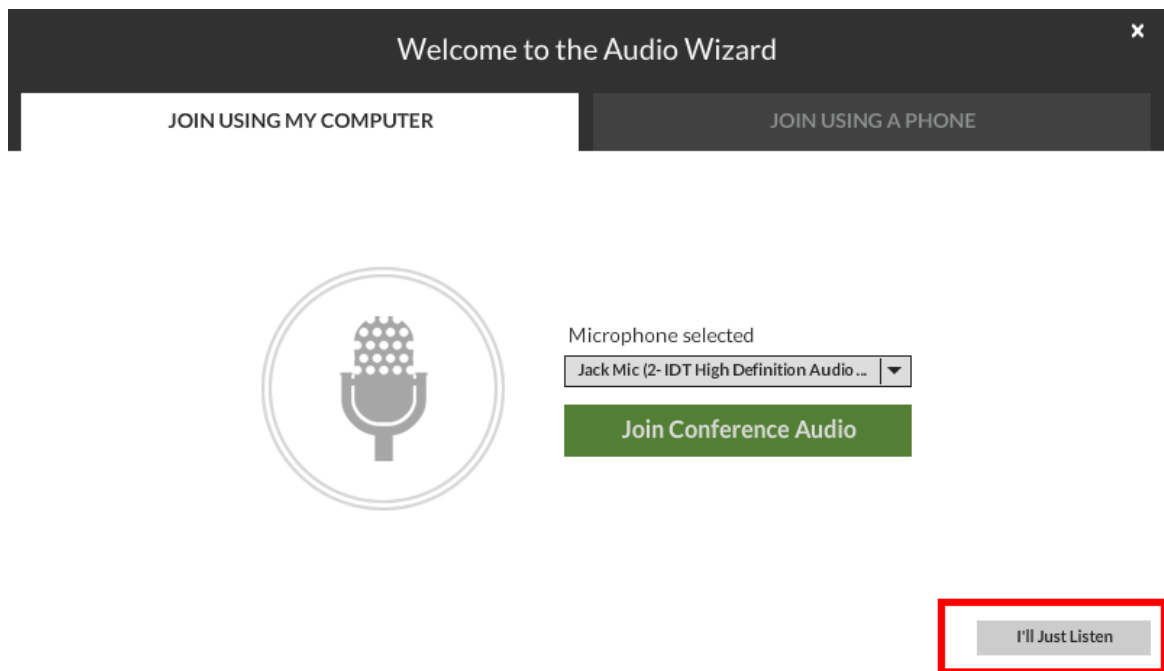 Welcome to the Audio Wizard
x
JOIN USING MY COMPUTER
JOIN USING A PHONE
Microphone selected
Jack Mic (2- IDT High Definition Audio ...
Join Conference Audio
I'll Just Listen